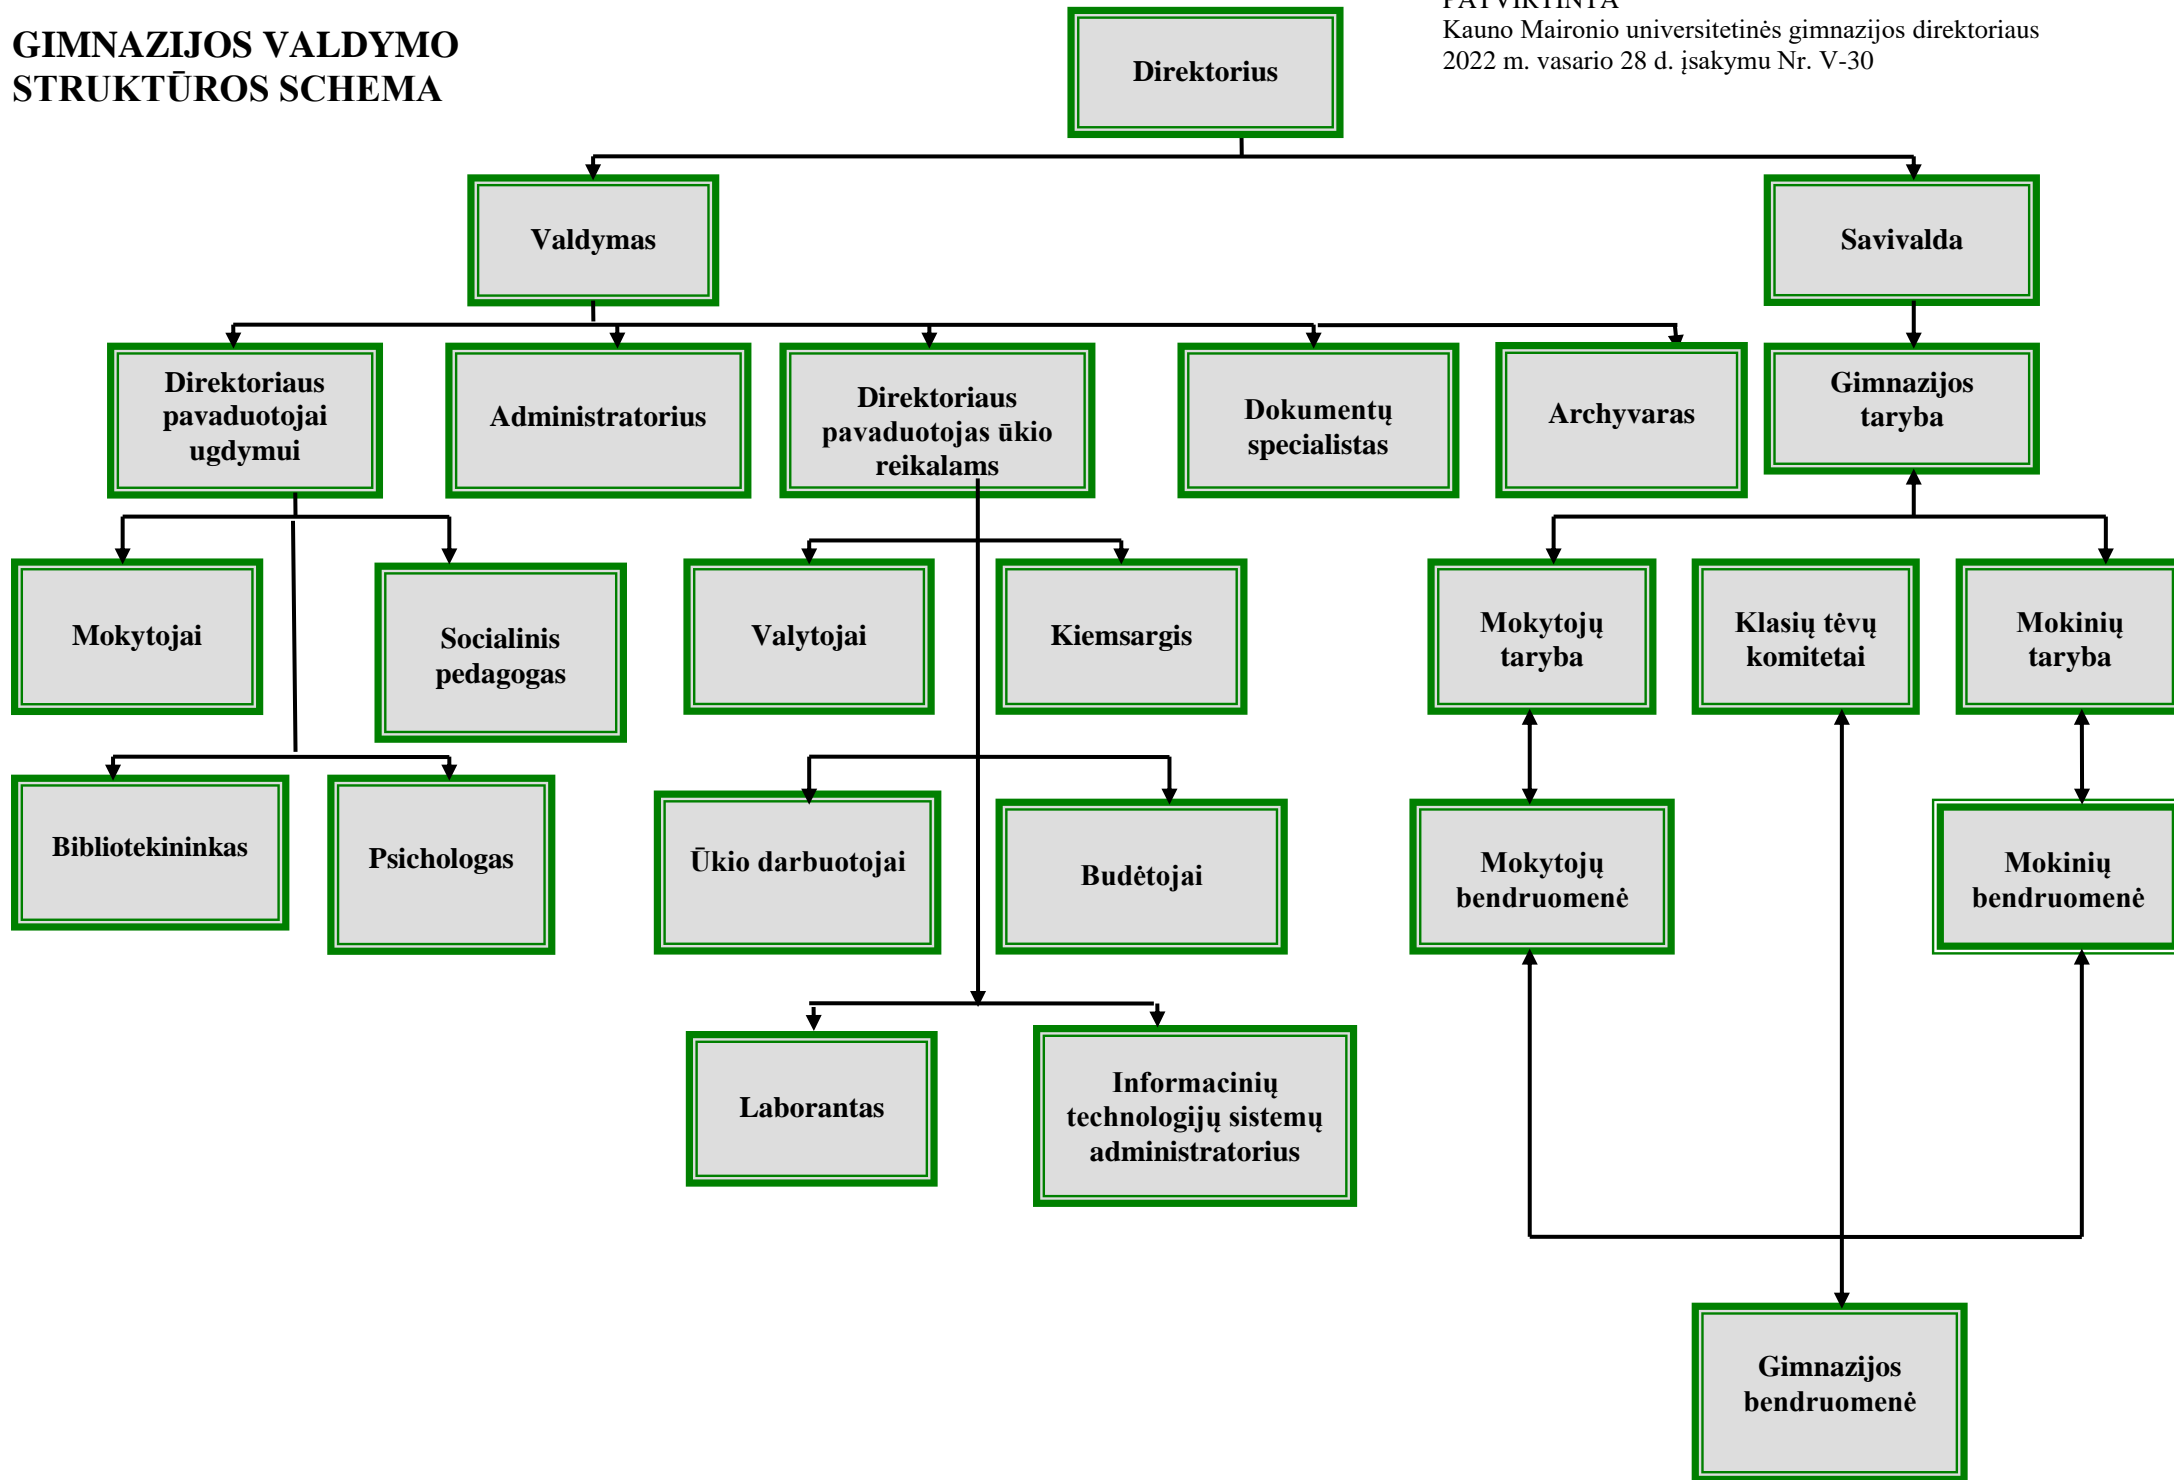 PATVIRTINTA
Kauno Maironio universitetinės gimnazijos direktoriaus
2022 m. vasario 28 d. įsakymu Nr. V-30
GIMNAZIJOS VALDYMO
STRUKTŪROS SCHEMA
Direktorius
Valdymas
Savivalda
Direktoriaus
pavaduotojai
ugdymui
Administratorius
Direktoriaus
pavaduotojas ūkio
reikalams
Dokumentų
specialistas
Archyvaras
Gimnazijos
taryba
Mokytojai
Socialinis
pedagogas
Valytojai
Kiemsargis
Mokytojų
taryba
Klasių tėvų
komitetai
Mokinių
taryba
Bibliotekininkas
Psichologas
Ūkio darbuotojai
Budėtojai
Mokytojų
bendruomenė
Mokinių
bendruomenė
Laborantas
Informacinių
technologijų sistemų
administratorius
Gimnazijos
bendruomenė